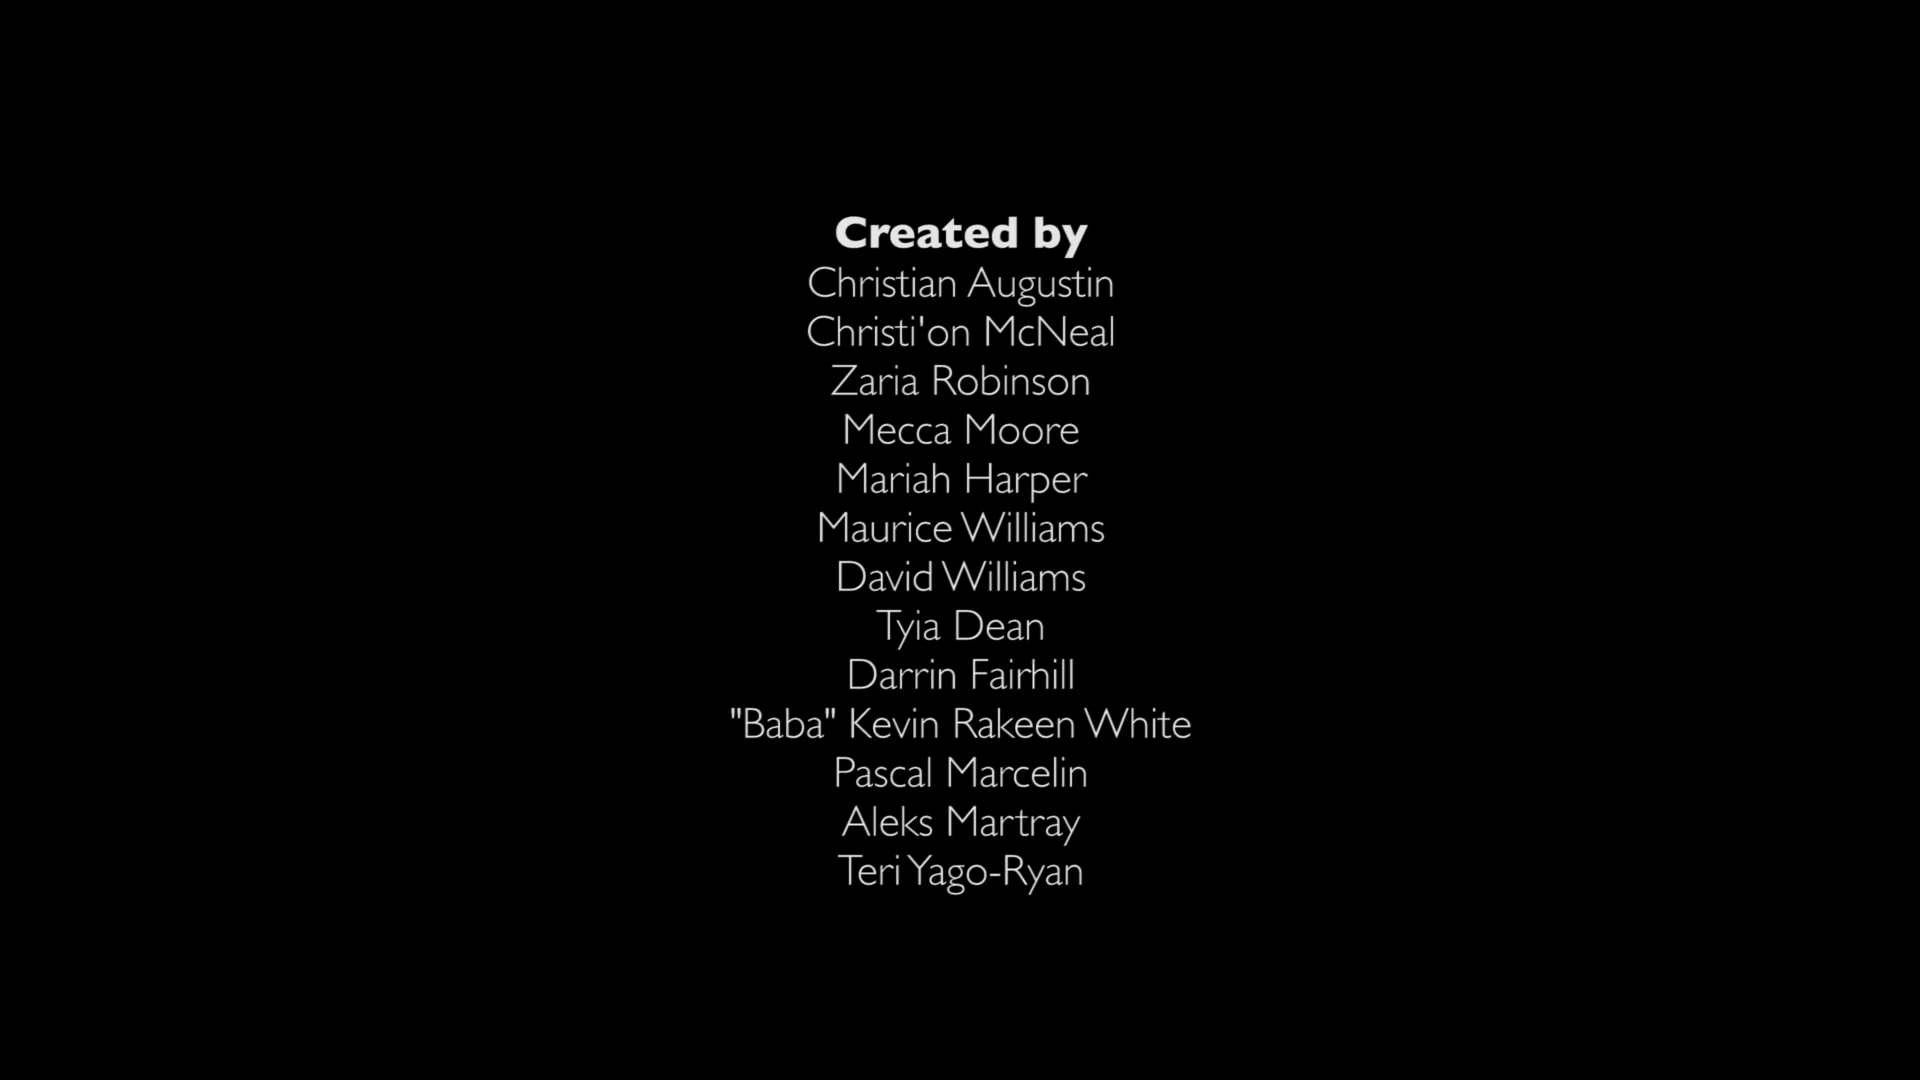 Created by
Christian Augustin
Christi'on McNeal
Zaria Robinson
Mecca Moore
Mariah Harper
Maurice Williams
David Williams
Tyia Dean
Darrin Fairhill
"Baba" Kevin Rakeen White
Pascal Marcelin
Aleks Martray
Teri Yago-Ryan